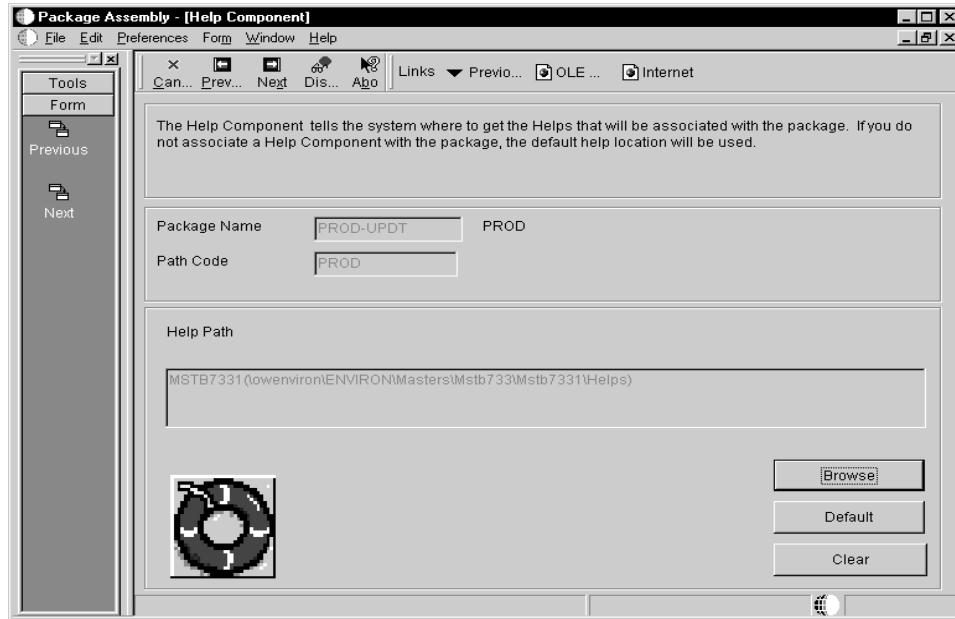 Package Assembly - [Help Component]
File Edit Preferences Form Window Help
Tools
Form
Previous
Next
Can... Prev... Next Dis... Abo Links Previo... OLE ... Internet
The Help Component tells the system where to get the Helps that will be associated with the package. If you do
not associate a Help Component with the package, the default help location will be used.
Package Name PROD-UPDT PROD
Path Code PROD
Help Path
MSTB7331(\owenviron\ENVIRON\Masters\Mstb733\Mstb7331\Helps)
Browse
Default
Clear